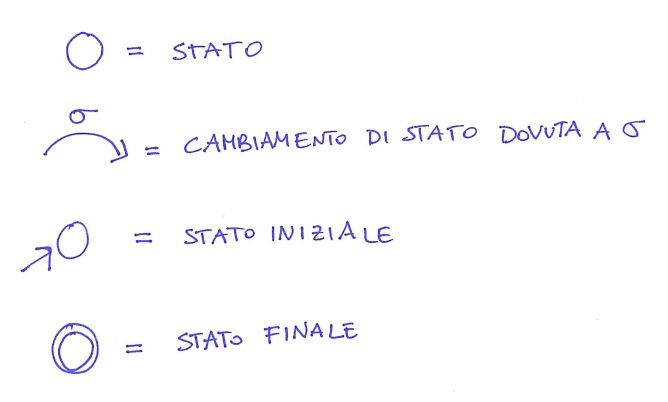 = STATO
σ
= CAMBIAMENTO DI STATO DOVUTA A σ
= STATO INIZIALE
= STATO FINALE